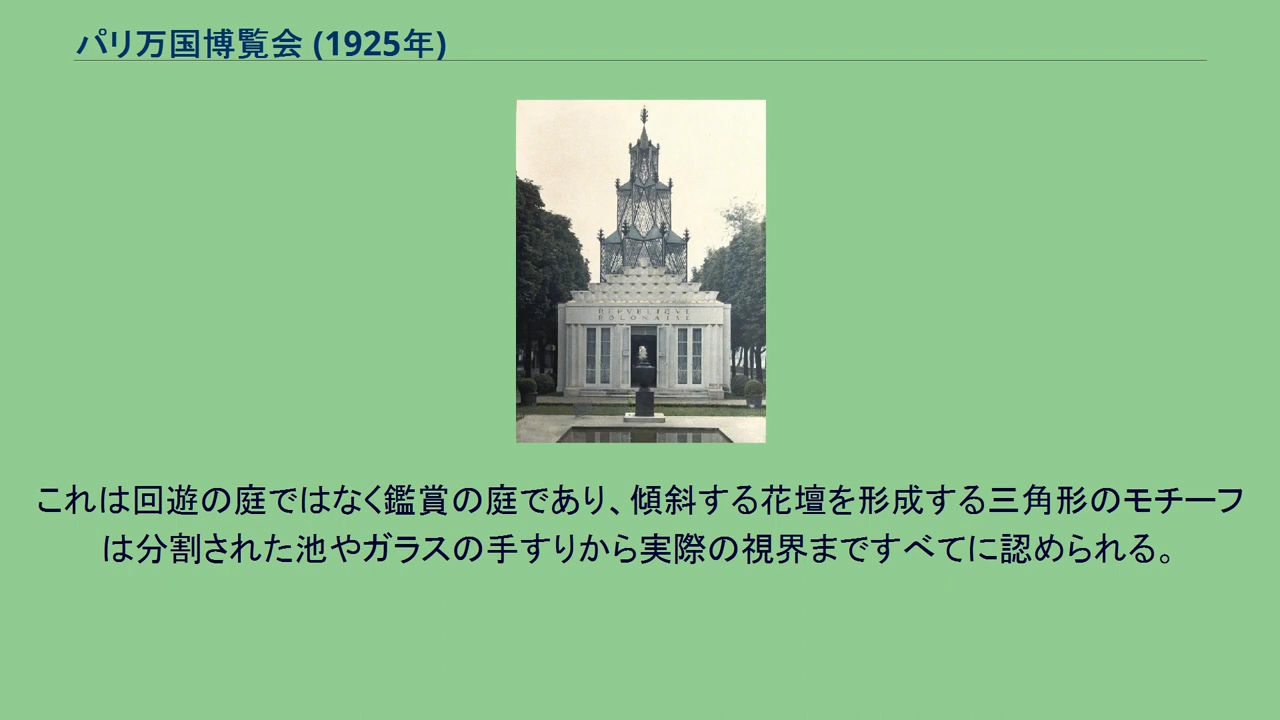 パリ万国博覧会 (1925年)
REPVBLIQVE
POLONAISE
これは回遊の庭ではなく鑑賞の庭であり、傾斜する花壇を形成する三角形のモチーフ
は分割された池やガラスの手すりから実際の視界まですべてに認められる。